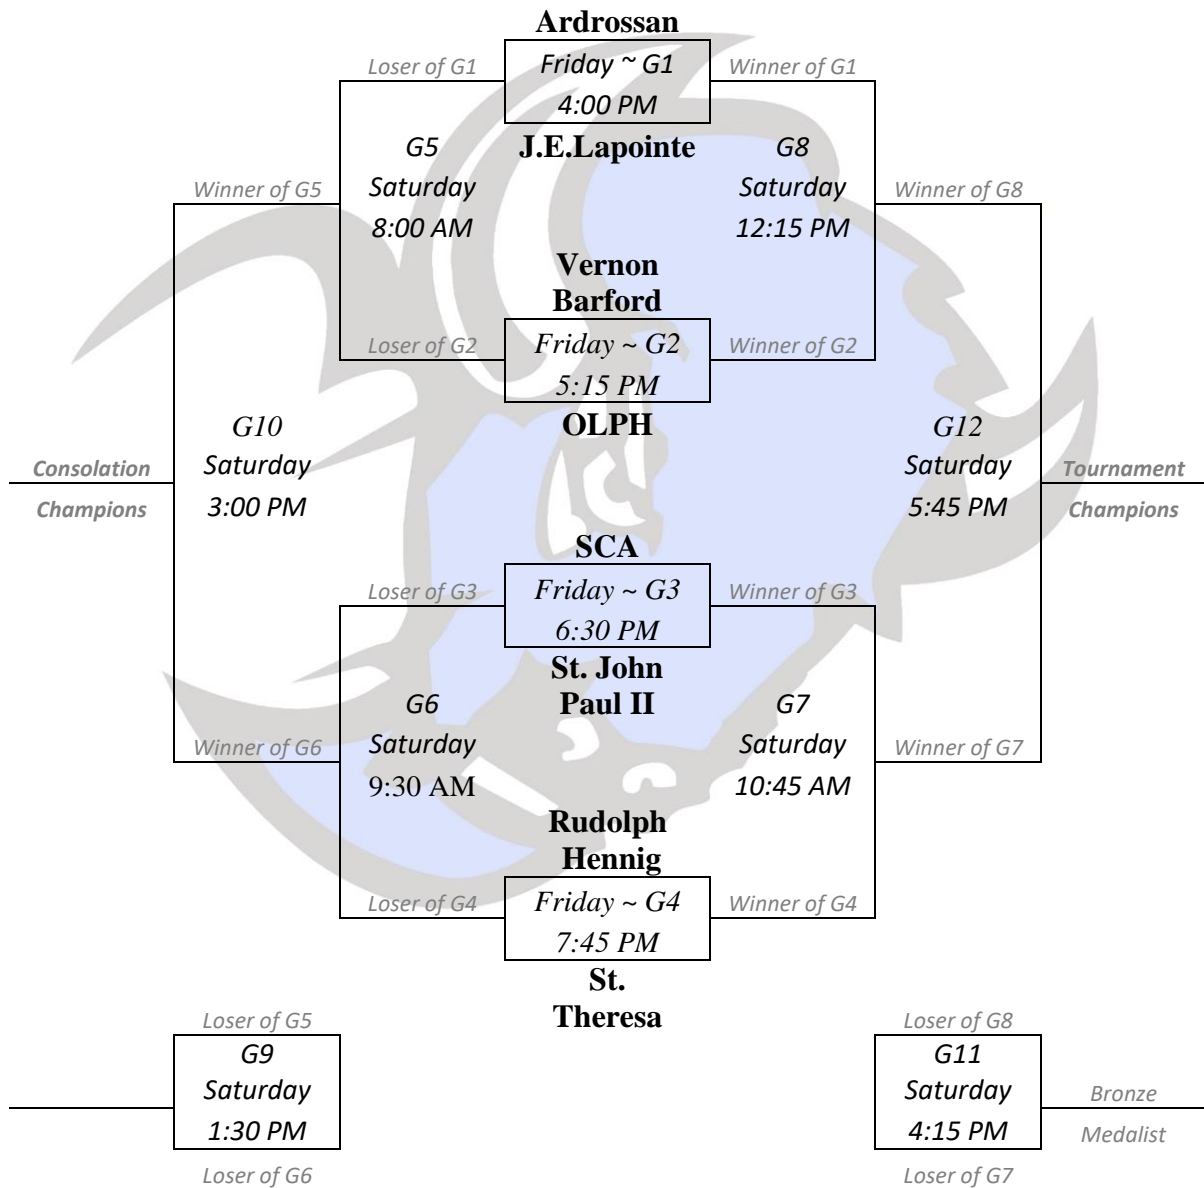 Ardrossan
Loser of G1
Friday ~ G1
Winner of G1
4:00 PM
J.E.Lapointe
G5
G8
Winner of G5
Saturday
Saturday
Winner of G8
8:00 AM
12:15 PM
Vernon
Barford
Loser of G2
Friday ~ G2
Winner of G2
5:15 PM
OLPH
G10
G12
Consolation
Saturday
Saturday
Tournament
Champions
3:00 PM
5:45 PM
Champions
SCA
Loser of G3
Friday ~ G3
Winner of G3
6:30 PM
St. John
Paul II
G6
G7
Winner of G6
Saturday
Saturday
Winner of G7
9:30 AM
10:45 AM
Rudolph
Hennig
Loser of G4
Friday ~ G4
Winner of G4
7:45 PM
St.
Theresa
Loser of G5
Loser of G8
G9
G11
Saturday
Saturday
Bronze
1:30 PM
4:15 PM
Medalist
Loser of G6
Loser of G7